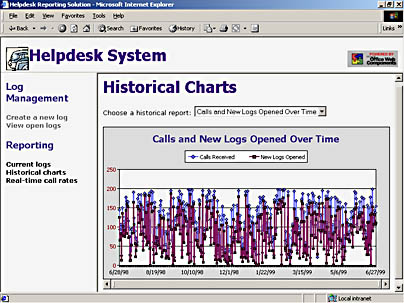 Helpdesk Reporting Solution - Microsoft Internet Explorer
File Edit View Favorites Tools Help
Back Search Favorites History Links
Helpdesk System
POWERED BY
Office Web
Components
Log
Management
Create a new log
View open logs
Reporting
Current logs
Historical charts
Real-time call rates
Historical Charts
Choose a historical report: Calls and New Logs Opened Over Time
Calls and New Logs Opened Over Time
Calls Received New Logs Opened
250
200
150
100
50
0
6/28/98 8/19/98 10/10/98 12/1/98 1/22/99 3/15/99 5/6/99 6/27/99
Local intranet